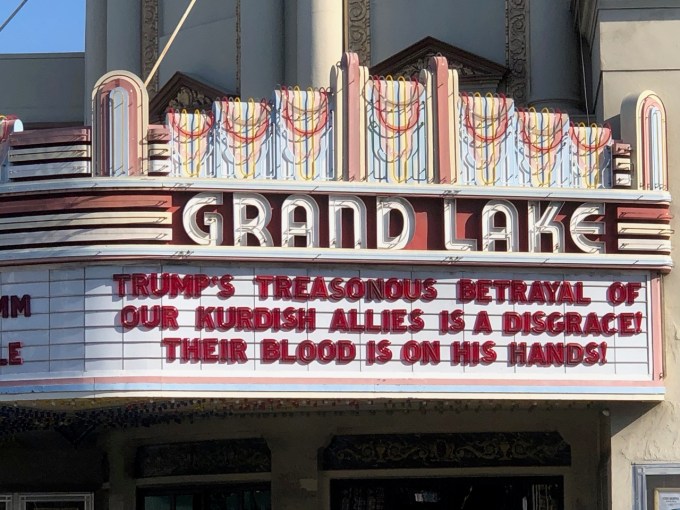 GRAND LAKE
TRUMP'S TREASONOUS BETRAYAL OF
OUR KURDISH ALLIES IS A DISGRACE!
THEIR BLOOD IS ON HIS HANDS!